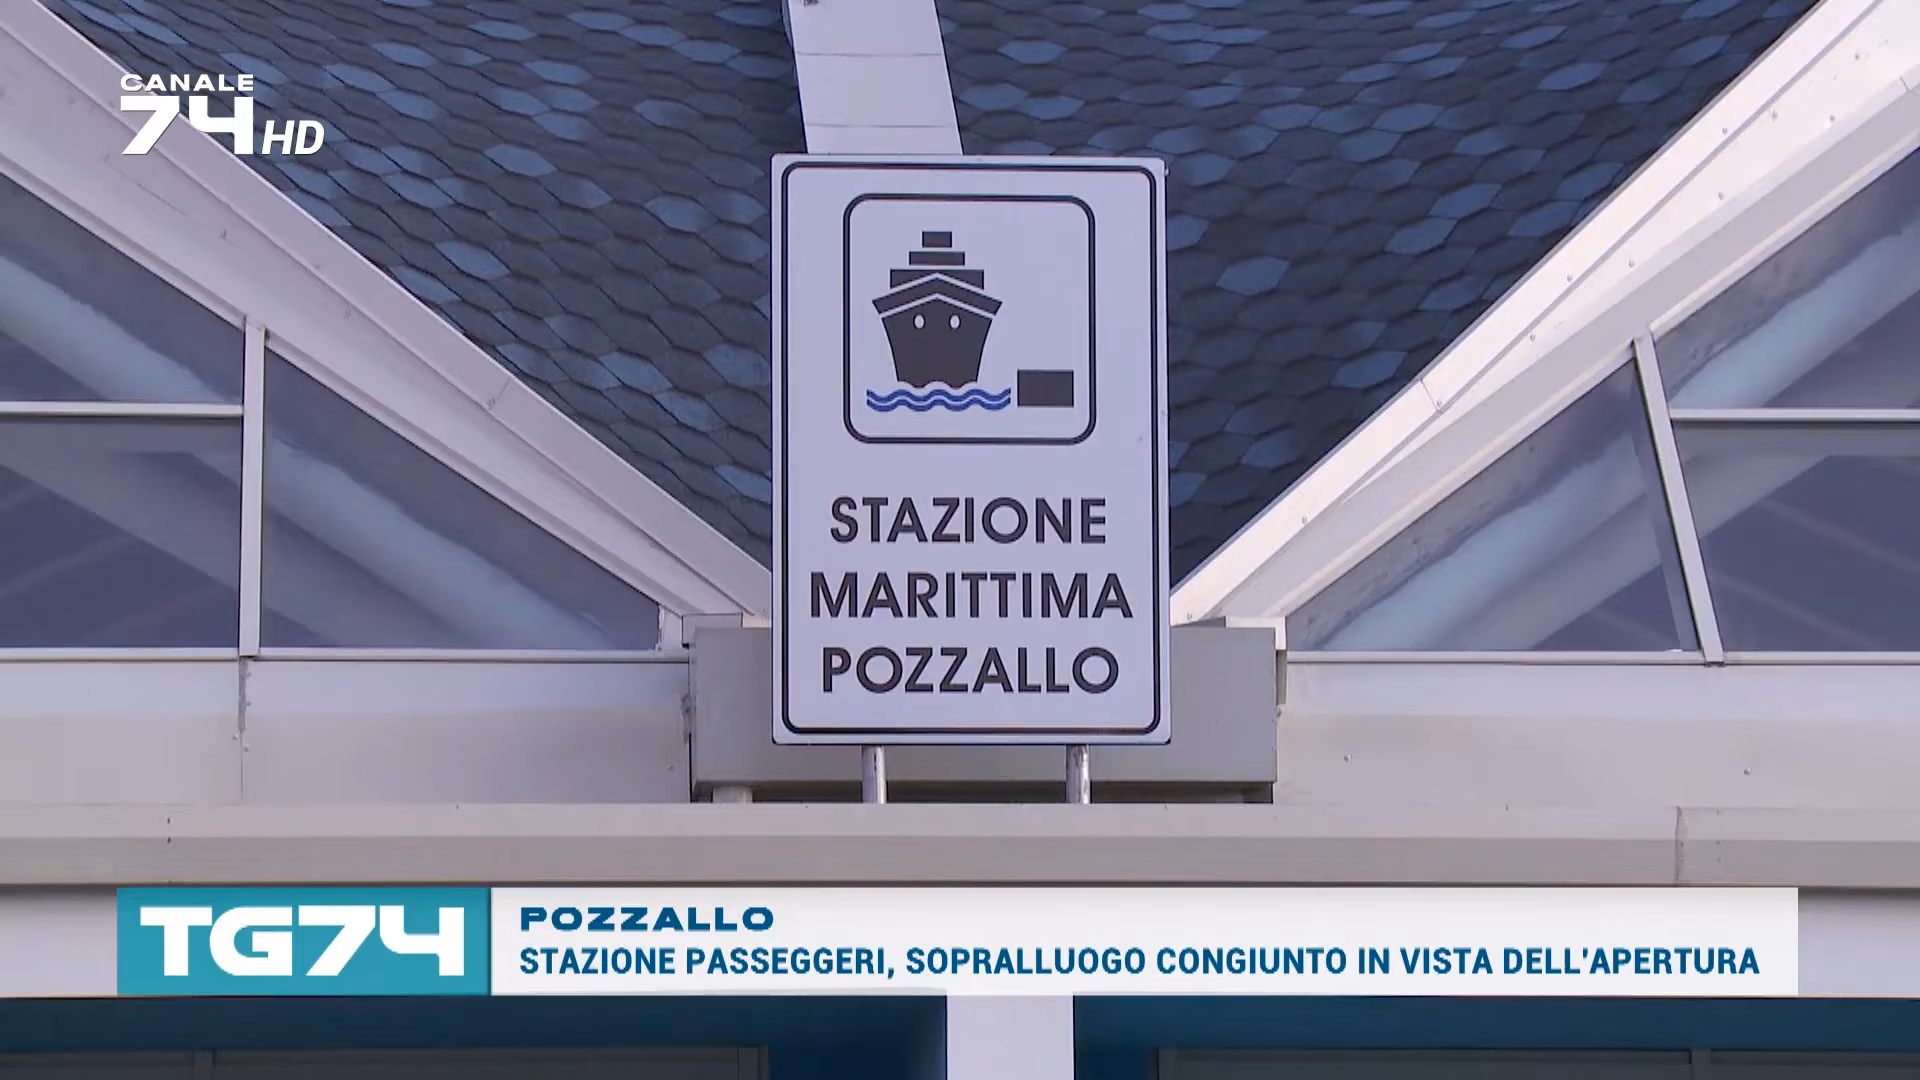 CANALE
74 HD
STAZIONE
MARITTIMA
POZZALLO
TG74
POZZALLO
STAZIONE PASSEGGERI, SOPRALLUOGO CONGIUNTO IN VISTA DELL'APERTURA